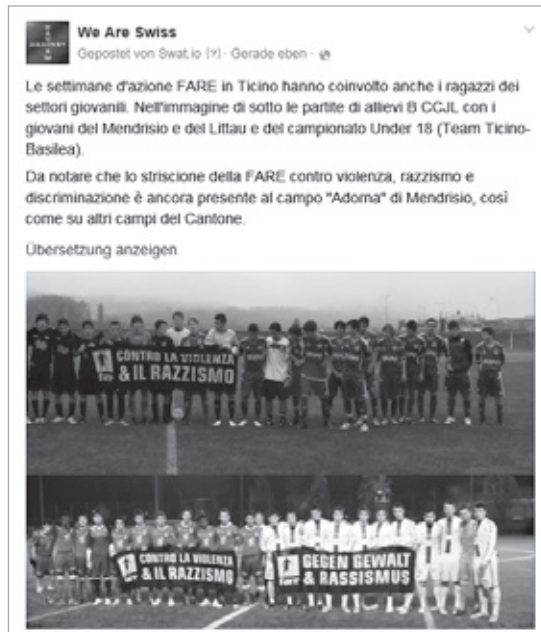 We Are Swiss
Gepostet von Swat.io [?] · Gerade eben ·
Le settimane d'azione FARE in Ticino hanno coinvolto anche i ragazzi dei
settori giovanili. Nell'immagine di sotto le partite di allievi B CCJL con i
giovani del Mendrisio e del Littau e del campionato Under 18 (Team Ticino-
Basilea).
Da notare che lo striscione della FARE contro violenza, razzismo e
discriminazione è ancora presente al campo "Adorna" di Mendrisio, così
come su altri campi del Cantone.
Übersetzung anzeigen
CONTRO LA VIOLENZA
& IL RAZZISMO
CONTRO LA VIOLENZA
& IL RAZZISMO
GEGEN GEWALT
& RASSISMUS